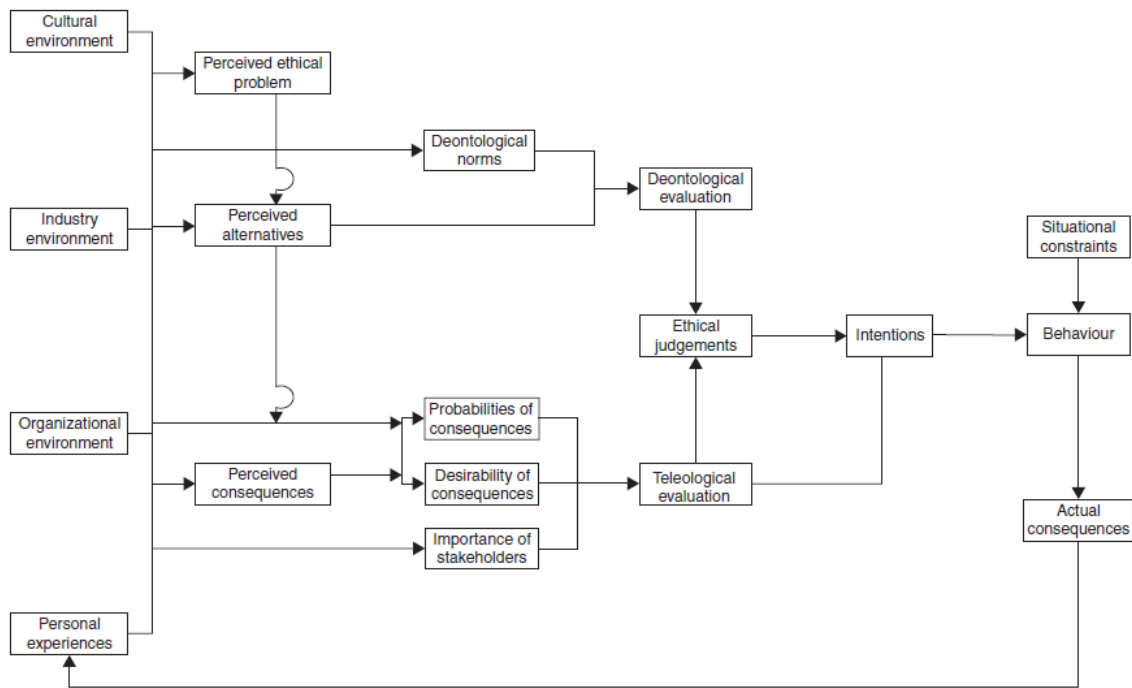 Cultural
environment
Perceived ethical
problem
Deontological
norms
Deontological
evaluation
Industry
environment
Perceived
alternatives
Situational
constraints
Ethical
judgements
Intentions
Behaviour
Organizational
environment
Probabilities of
consequences
Perceived
consequences
Desirability of
consequences
Teleological
evaluation
Actual
consequences
Importance of
stakeholders
Personal
experiences